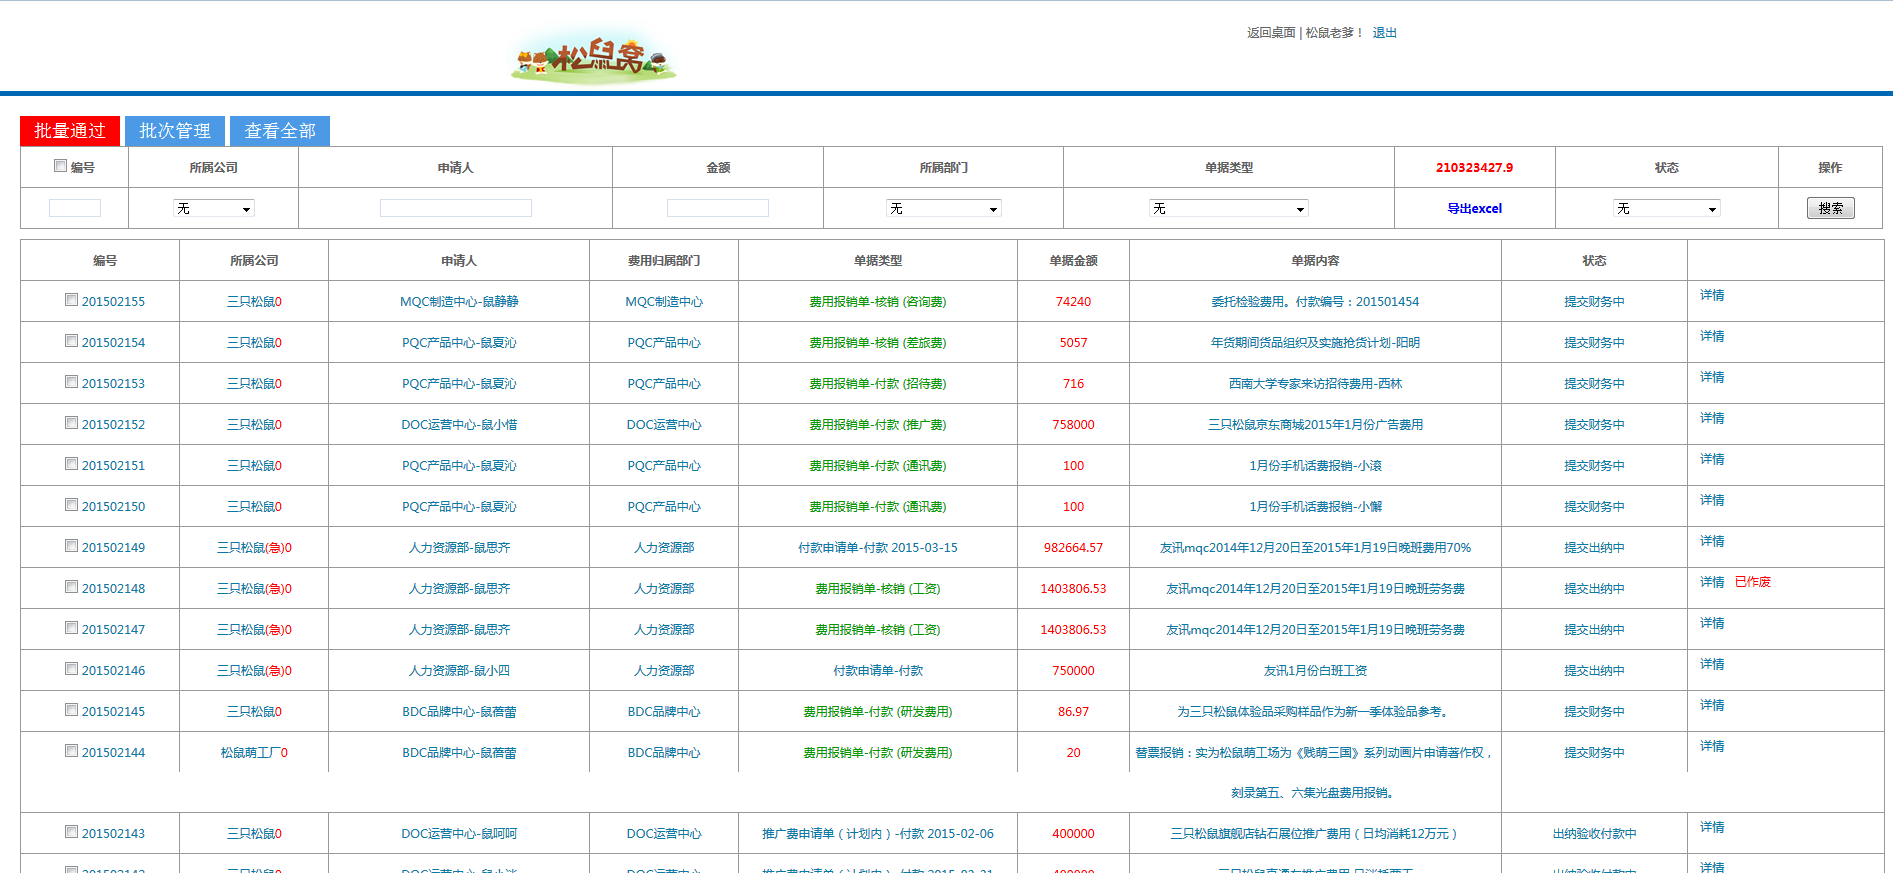 返回桌面 | 松鼠老爹！ 退出
松鼠窝
批量通过 批次管理 查看全部
编号 所属公司 申请人 金额 所属部门 单据类型 210323427.9 状态 操作
无 无 无 导出excel 无 搜索
编号 所属公司 申请人 费用归属部门 单据类型 单据金额 单据内容 状态
201502155 三只松鼠0 MQC制造中心-鼠静静 MQC制造中心 费用报销单-核销 (咨询费) 74240 委托检验费用。付款编号：201501454 提交财务中 详情
201502154 三只松鼠0 PQC产品中心-鼠夏沁 PQC产品中心 费用报销单-核销 (差旅费) 5057 年货期间货品组织及实施抢货计划-阳明 提交财务中 详情
201502153 三只松鼠0 PQC产品中心-鼠夏沁 PQC产品中心 费用报销单-付款 (招待费) 716 西南大学专家来访招待费用-西林 提交财务中 详情
201502152 三只松鼠0 DOC运营中心-鼠小惜 DOC运营中心 费用报销单-付款 (推广费) 758000 三只松鼠京东商城2015年1月份广告费用 提交财务中 详情
201502151 三只松鼠0 PQC产品中心-鼠夏沁 PQC产品中心 费用报销单-付款 (通讯费) 100 1月份手机话费报销-小滚 提交财务中 详情
201502150 三只松鼠0 PQC产品中心-鼠夏沁 PQC产品中心 费用报销单-付款 (通讯费) 100 1月份手机话费报销-小懈 提交财务中 详情
201502149 三只松鼠(急)0 人力资源部-鼠思齐 人力资源部 付款申请单-付款 2015-03-15 982664.57 友讯mqc2014年12月20日至2015年1月19日晚班费用70% 提交出纳中 详情
201502148 三只松鼠(急)0 人力资源部-鼠思齐 人力资源部 费用报销单-核销 (工资) 1403806.53 友讯mqc2014年12月20日至2015年1月19日晚班劳务费 提交出纳中 详情 已作废
201502147 三只松鼠(急)0 人力资源部-鼠思齐 人力资源部 费用报销单-核销 (工资) 1403806.53 友讯mqc2014年12月20日至2015年1月19日晚班劳务费 提交出纳中 详情
201502146 三只松鼠(急)0 人力资源部-鼠小四 人力资源部 付款申请单-付款 750000 友讯1月份白班工资 提交出纳中 详情
201502145 三只松鼠0 BDC品牌中心-鼠蓓蕾 BDC品牌中心 费用报销单-付款 (研发费用) 86.97 为三只松鼠体验品采购样品作为新一季体验品参考。 提交财务中 详情
201502144 松鼠萌工厂0 BDC品牌中心-鼠蓓蕾 BDC品牌中心 费用报销单-付款 (研发费用) 20 替票报销：实为松鼠萌工场为《贱萌三国》系列动画片申请著作权， 提交财务中 详情
刻录第五、六集光盘费用报销。
201502143 三只松鼠0 DOC运营中心-鼠呵呵 DOC运营中心 推广费申请单（计划内）-付款 2015-02-06 400000 三只松鼠旗舰店钻石展位推广费用（日均消耗12万元） 出纳验收付款中 详情
详情